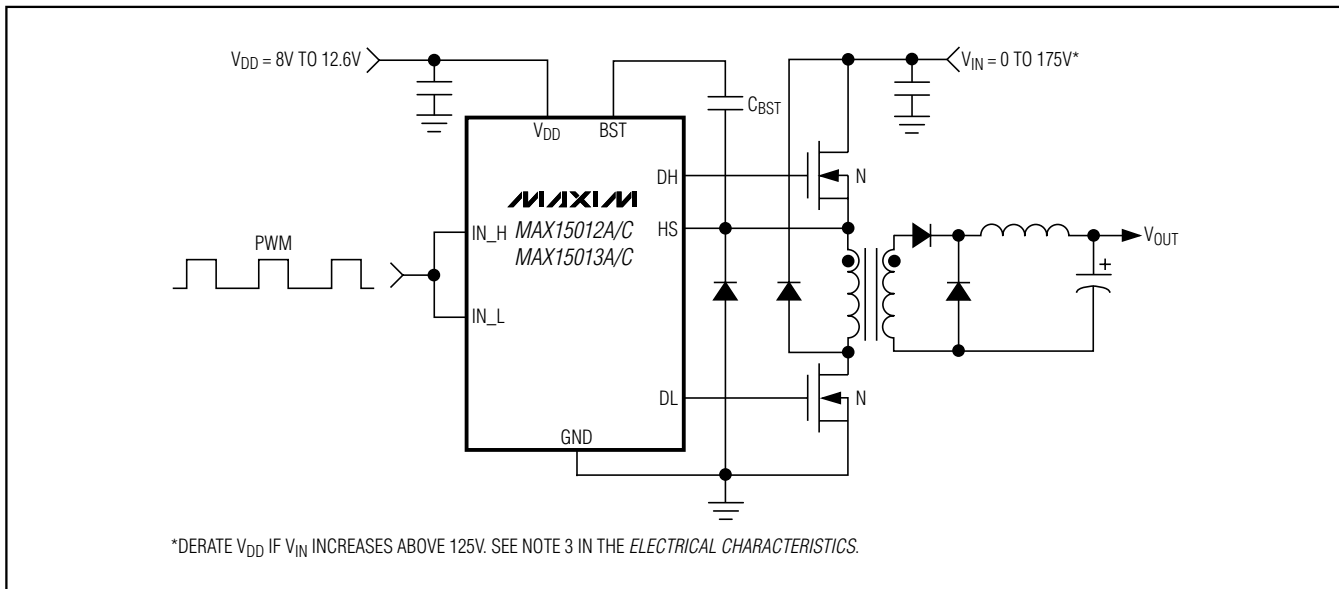 V_DD = 8V TO 12.6V
V_IN = 0 TO 175V*
C_BST
V_DD
BST
DH
N
MAXIM
PWM
IN_H
MAX15012A/C
HS
V_OUT
MAX15013A/C
+
IN_L
DL
N
GND
*DERATE V_DD IF V_IN INCREASES ABOVE 125V. SEE NOTE 3 IN THE ELECTRICAL CHARACTERISTICS.